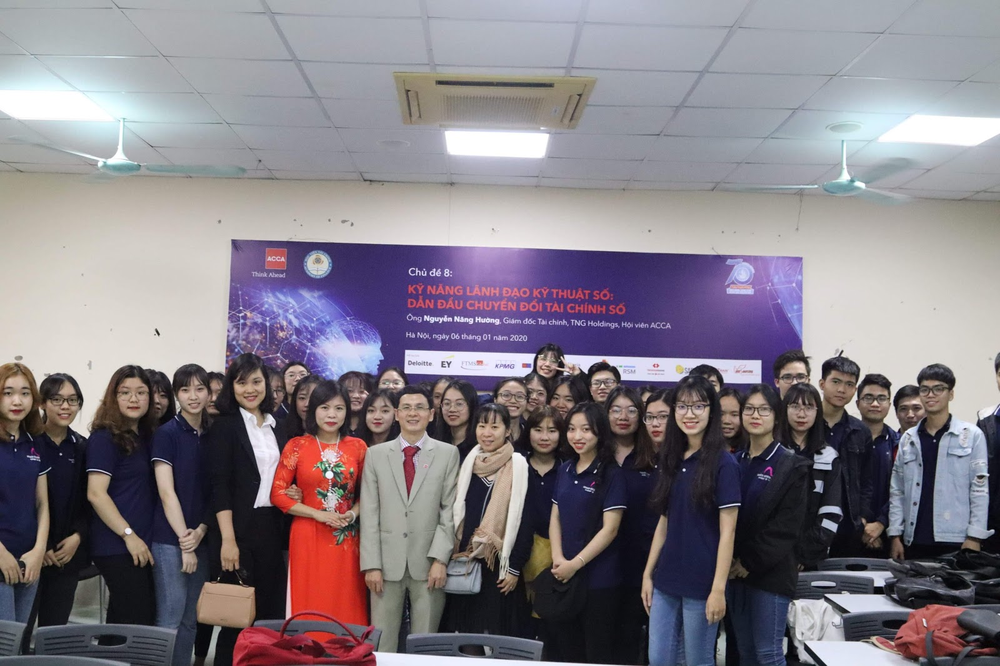 ACCA
Think Ahead
Chủ đề 8:
KỸ NĂNG LÃNH ĐẠO KỸ THUẬT SỐ:
DẪN ĐẦU CHUYỂN ĐỔI TÀI CHÍNH SỐ
Ông Nguyễn Năng Hường, Giám đốc Tài chính, TNG Holdings, Hội viên ACCA
Hà Nội, ngày 06 tháng 01 năm 2020
Deloitte.
EY
FTMS
KPMG
RSM
70